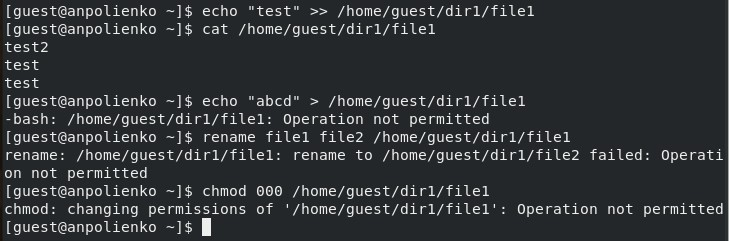 [guest@anpolienko ~]$ echo "test" >> /home/guest/dir1/file1
[guest@anpolienko ~]$ cat /home/guest/dir1/file1
test2
test
test
[guest@anpolienko ~]$ echo "abcd" > /home/guest/dir1/file1
-bash: /home/guest/dir1/file1: Operation not permitted
[guest@anpolienko ~]$ rename file1 file2 /home/guest/dir1/file1
rename: /home/guest/dir1/file1: rename to /home/guest/dir1/file2 failed: Operati
on not permitted
[guest@anpolienko ~]$ chmod 000 /home/guest/dir1/file1
chmod: changing permissions of '/home/guest/dir1/file1': Operation not permitted
[guest@anpolienko ~]$